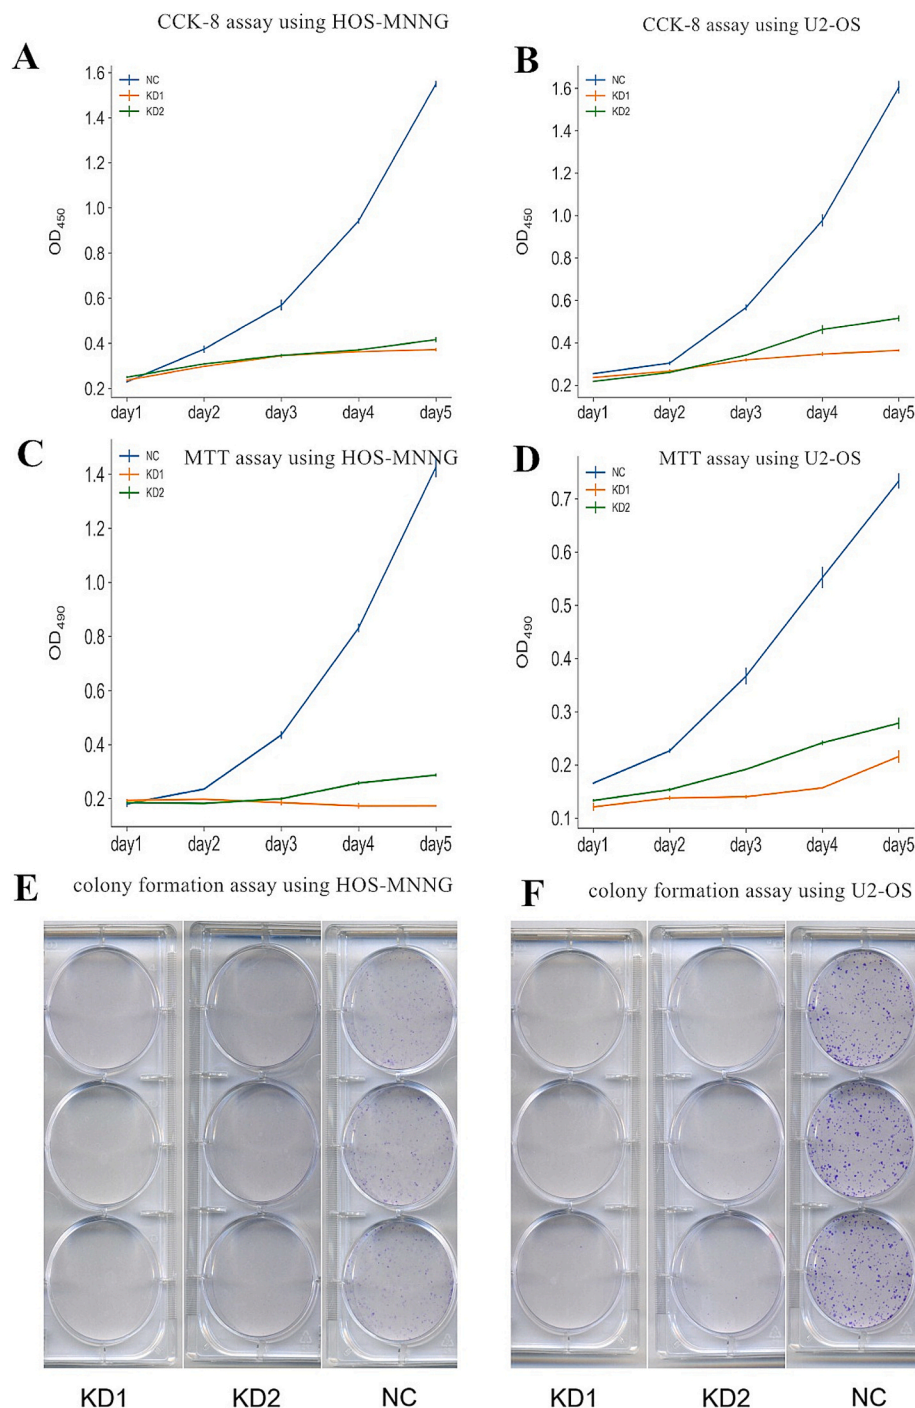 CCK-8 assay using HOS-MNNG
A
NC
KD1
KD2
1.6
1.4
1.2
1.0
0.8
0.6
0.4
0.2
OD450
day1 day2 day3 day4 day5
CCK-8 assay using U2-OS
B
NC
KD1
KD2
1.6
1.4
1.2
1.0
0.8
0.6
0.4
0.2
OD450
day1 day2 day3 day4 day5
C
MTT assay using HOS-MNNG
NC
KD1
KD2
1.4
1.2
1.0
0.8
0.6
0.4
0.2
OD490
day1 day2 day3 day4 day5
D
MTT assay using U2-OS
NC
KD1
KD2
0.7
0.6
0.5
0.4
0.3
0.2
0.1
OD490
day1 day2 day3 day4 day5
E
colony formation assay using HOS-MNNG
KD1 KD2 NC
F
colony formation assay using U2-OS
KD1 KD2 NC